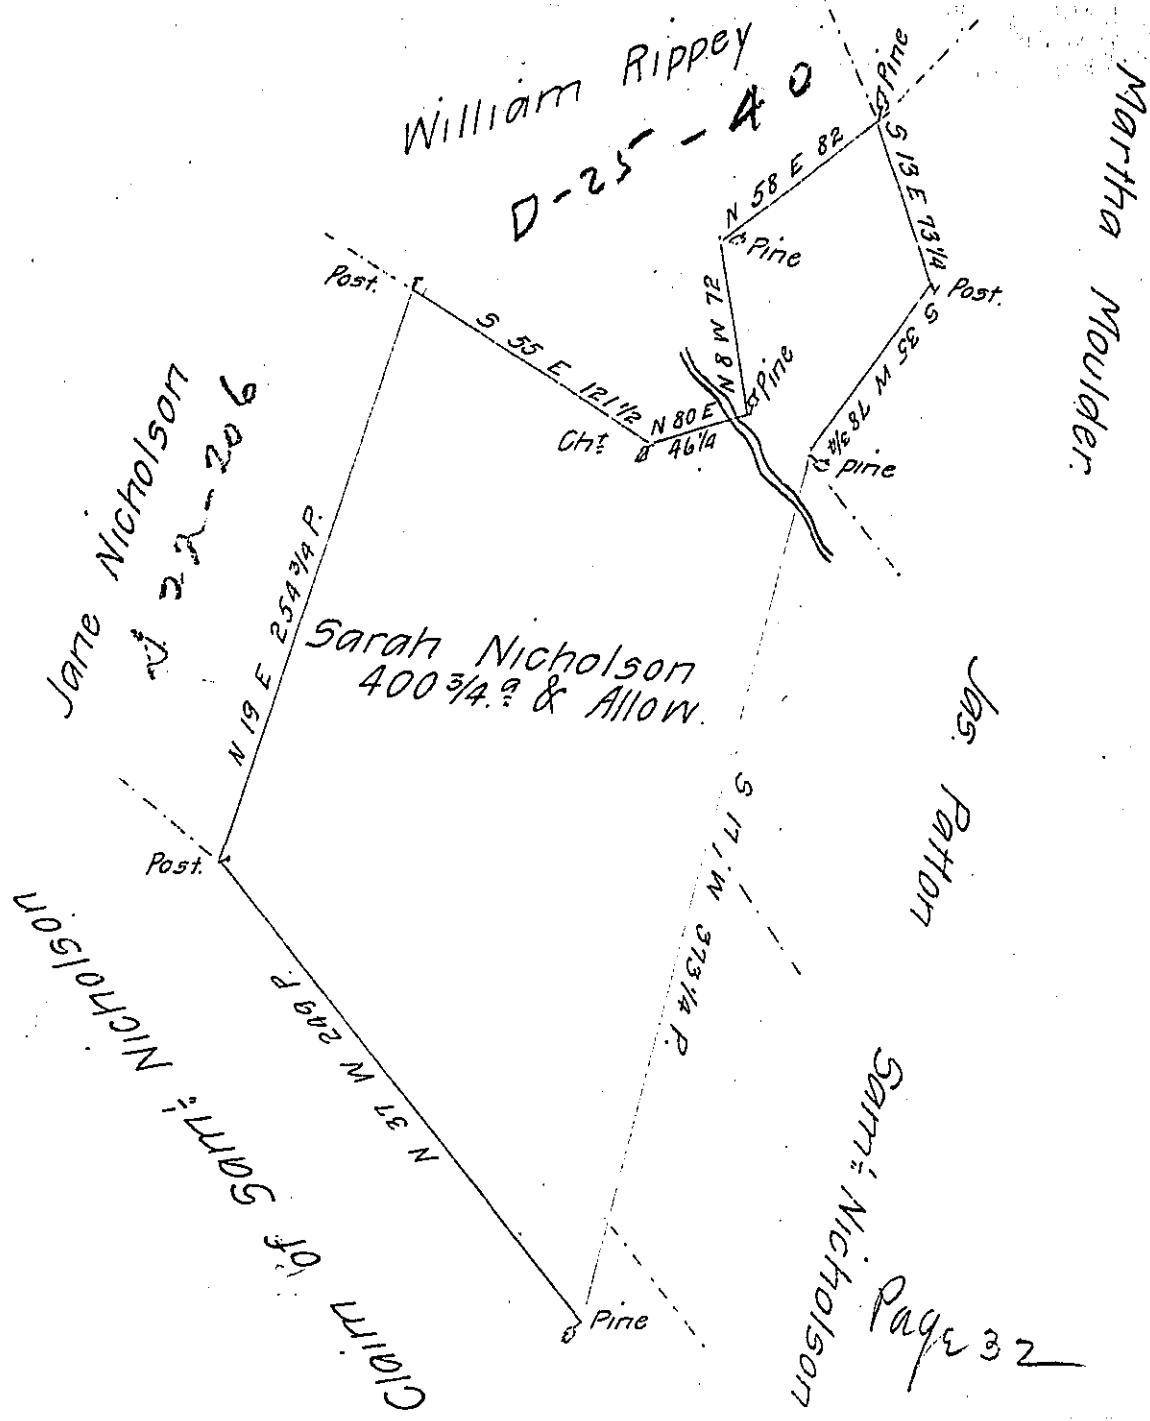 William Rippey
D-25-40
Pine
Martha Moulder.
N 58 E 82
S 13 E 73 1/4
Pine
Post.
Post.
S 55 E 121 1/2
N 8 W 72
Pine
S 35 W 78 3/4
Cht
N 80 E
46 1/4
pine
Jane Nicholson
22-206
N 19 E 254 3/4 P.
Sarah Nicholson
400 3/4 a & Allow.
Jas. Patton
S 17 W 373 1/4 P.
Post.
N 37 W 249 P.
Claim of Saml Nicholson
Saml Nicholson
Pine
Page 32